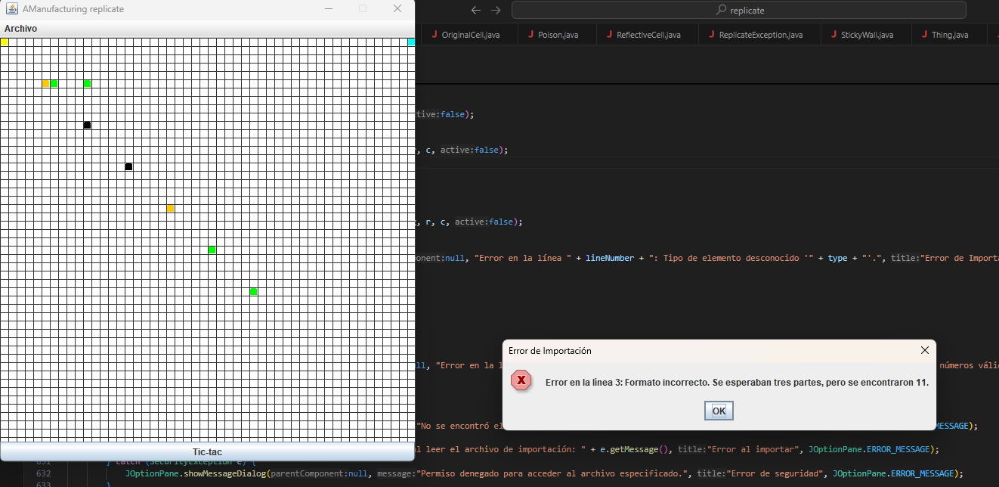 AManufacturing replicate
replicate
Archivo
OriginalCell.java
Poison.java
ReflectiveCell.java
ReplicateException.java
StickyWall.java
Thing.java
tive:false);
, c, active:false);
, r, c, active:false);
onent:null, "Error en la línea " + lineNumber + ": Tipo de elemento desconocido '" + type + "'.", title:"Error de Importa
Error de Importación
ll, "Error en la l
números váli
Error en la línea 3: Formato incorrecto. Se esperaban tres partes, pero se encontraron 11.
OK
"No se encontró el
MESSAGE);
al leer el archivo de importación: " + e.getMessage(), title:"Error al importar", JOptionPane.ERROR_MESSAGE);
Tic-tac
631 } catch (SecurityException e) {
632 JOptionPane.showMessageDialog(parentComponent:null, message:"Permiso denegado para acceder al archivo especificado.", title:"Error de seguridad", JOptionPane.ERROR_MESSAGE);
633 }